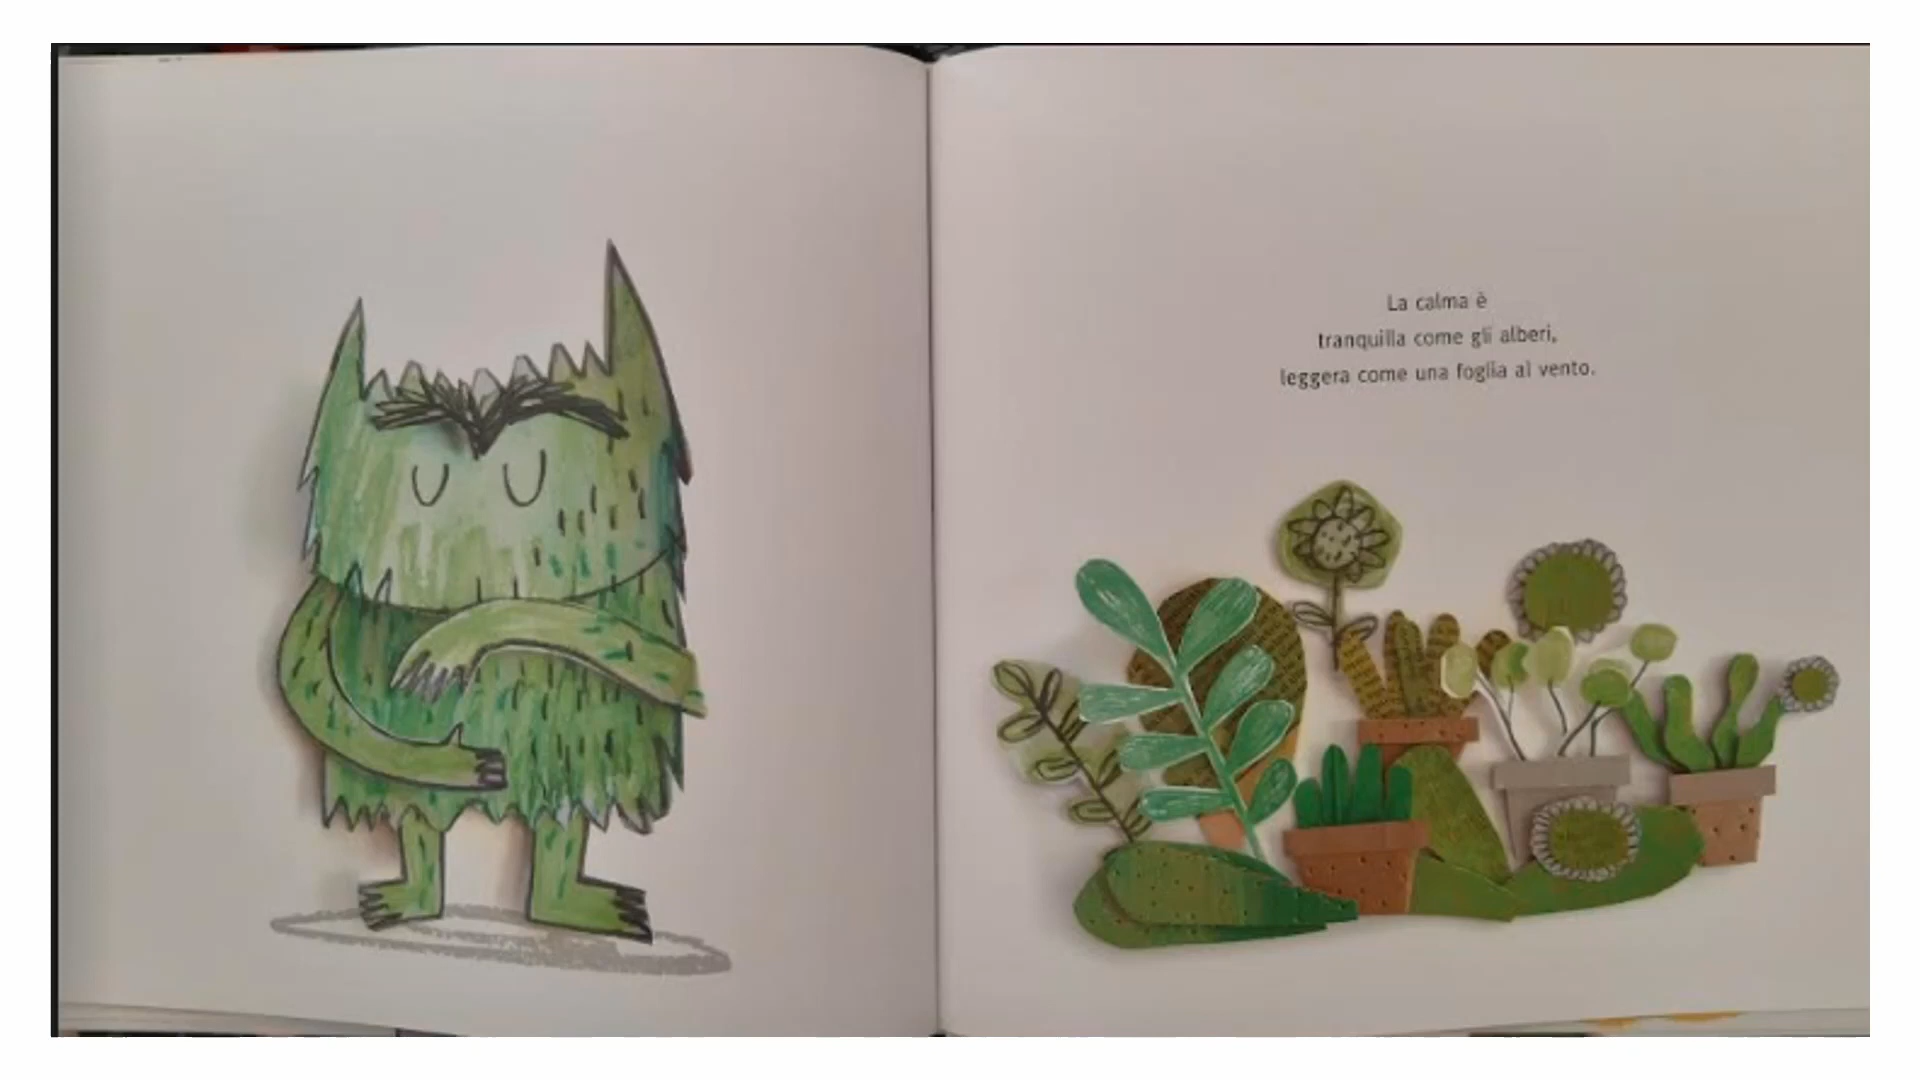 La calma è
tranquilla come gli alberi,
leggera come una foglia al vento.